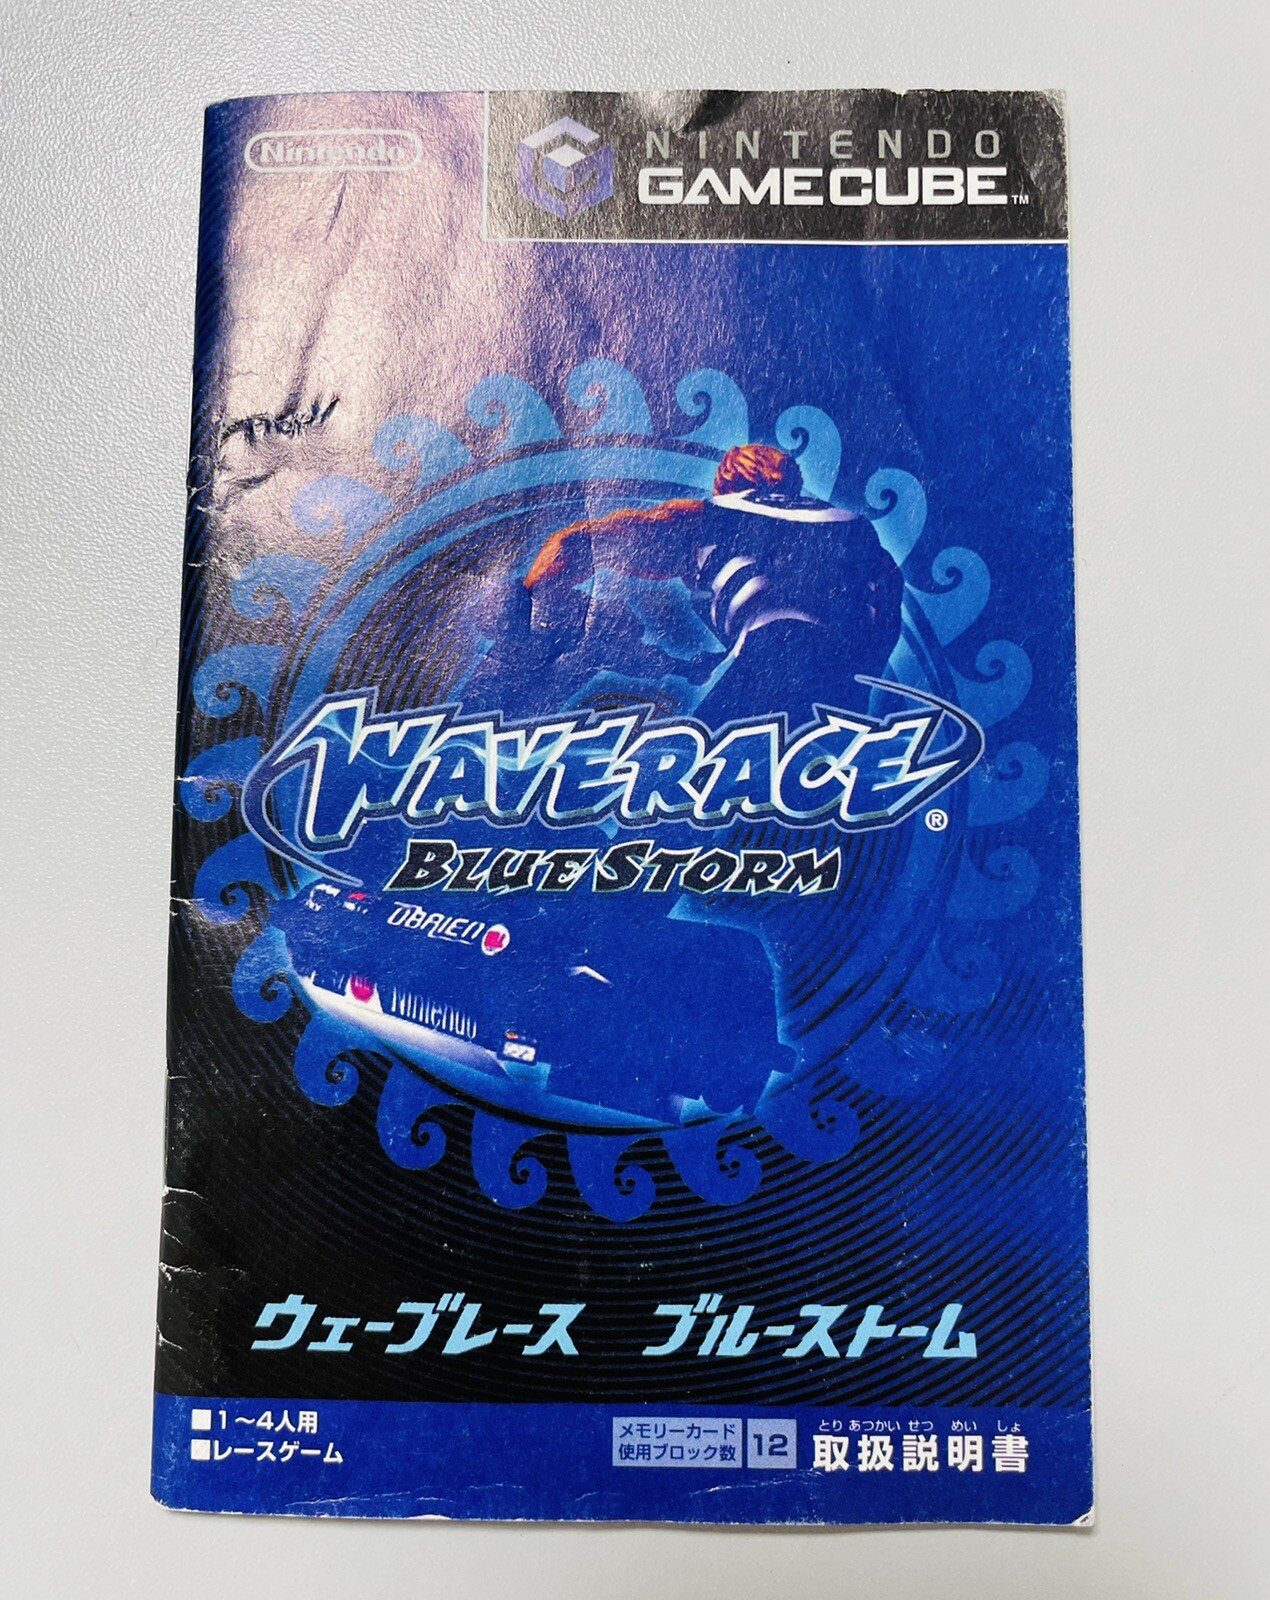 Nintendo
NINTENDO
GAMECUBE™
WAVERACE®
BLUE STORM
OBRIEN
Nintendo
ウェーブレース ブルーストーム
■1～4人用
■レースゲーム
メモリーカード
使用ブロック数
12
とり あつかい せつ めい しょ
取扱説明書